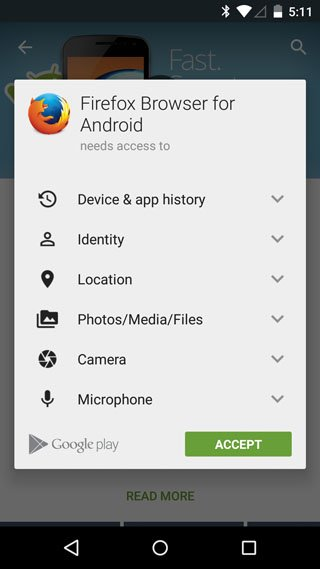 5:11
Fast.
Firefox Browser for
Android
needs access to
Device & app history
Identity
Location
Photos/Media/Files
Camera
Microphone
Google play
ACCEPT
READ MORE